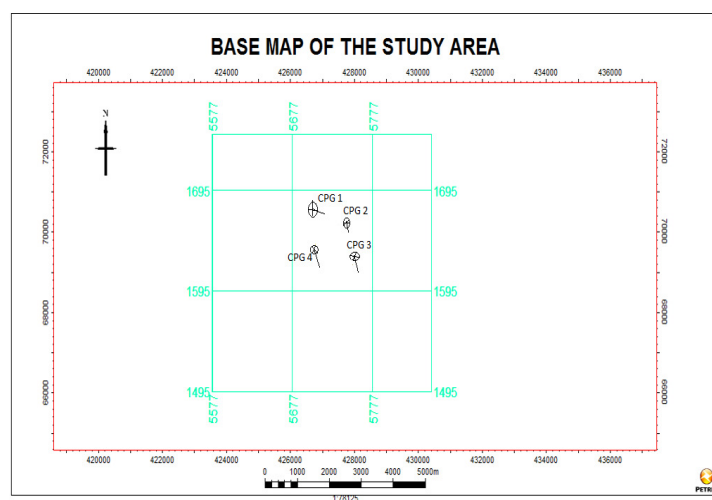 BASE MAP OF THE STUDY AREA
420000 422000 424000 426000 428000 430000 432000 434000 436000
N
5577 5677 5777
72000 72000
1695 1695
CPG 1
CPG 2
70000 70000
CPG 3
CPG 4
1595 1595
68000 68000
66000 1495 1495 66000
5577 5677 5777
420000 422000 424000 426000 428000 430000 432000 434000 436000
0 1000 2000 3000 4000 5000m
1:78125
PETR